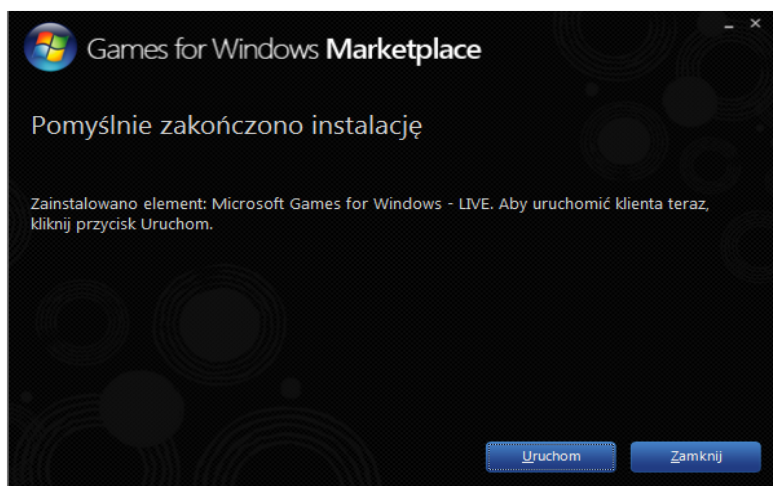 Games for Windows Marketplace
Pomyślnie zakończono instalację
Zainstalowano element: Microsoft Games for Windows - LIVE. Aby uruchomić klienta teraz,
kliknij przycisk Uruchom.
Uruchom Zamknij